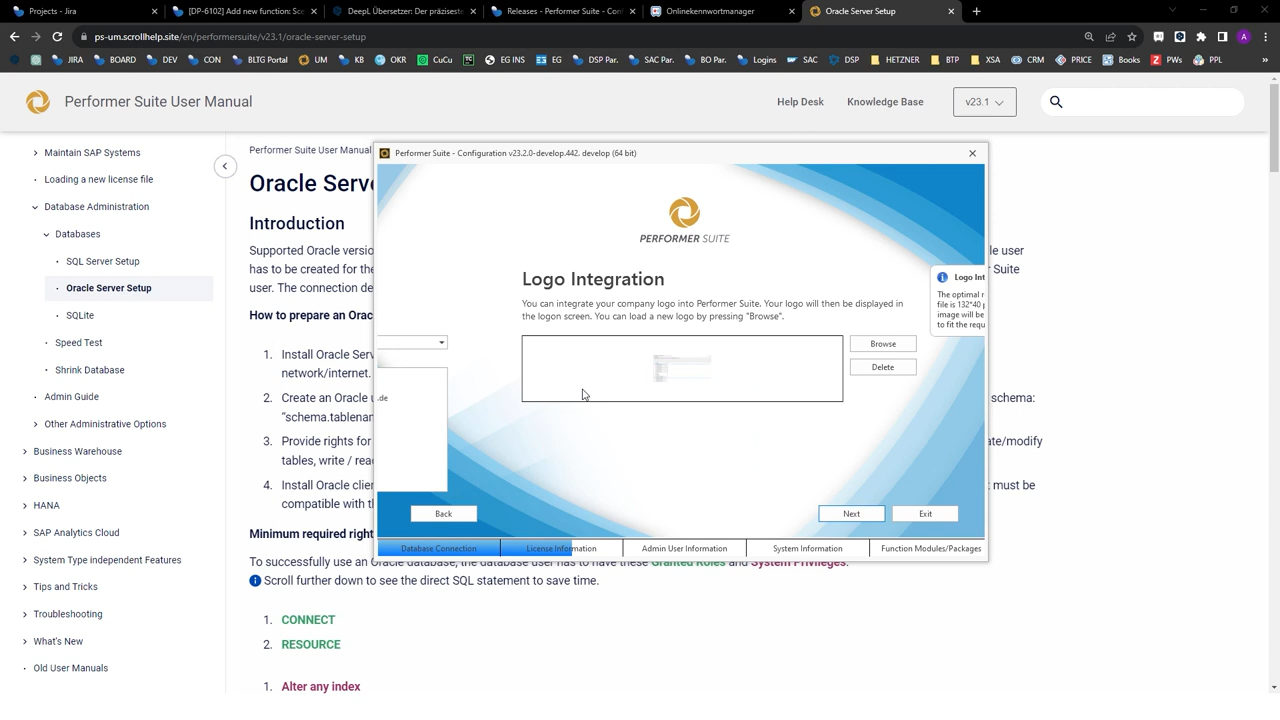 Projects - Jira
[DP-6102] Add new function: Sce
DeepL Übersetzer: Der präziseste
Releases - Performer Suite - Con
Onlinekennwortmanager
Oracle Server Setup
ps-um.scrollhelp.site/en/performersuite/v23.1/oracle-server-setup
A
JIRA
BOARD
DEV
CON
BLTG Portal
UM
KB
OKR
CuCu
TC
EG INS
EG
DSP Par.
SAC Par.
BO Par.
Logins
SAC
DSP
HETZNER
BTP
XSA
CRM
PRICE
Books
PWs
PPL
»
Performer Suite User Manual
Help Desk
Knowledge Base
v23.1
Maintain SAP Systems
Loading a new license file
Database Administration
Databases
SQL Server Setup
Oracle Server Setup
SQLite
Speed Test
Shrink Database
Admin Guide
Other Administrative Options
Business Warehouse
Business Objects
HANA
SAP Analytics Cloud
System Type independent Features
Tips and Tricks
Troubleshooting
What's New
Old User Manuals
Performer Suite User Manual
Oracle Serve
Introduction
Supported Oracle versio
le user
has to be created for the
Suite
user. The connection de
How to prepare an Orac
1. Install Oracle Serv
network/internet.
2. Create an Oracle u
schema:
"schema.tablenam
3. Provide rights for
ate/modify
tables, write / read
4. Install Oracle clien
must be
compatible with th
Minimum required right
To successfully use an Oracle database, the database user has to have these Granted Roles and System Privileges.
Scroll further down to see the direct SQL statement to save time.
1. CONNECT
2. RESOURCE
1. Alter any index
Performer Suite - Configuration v23.2.0-develop.442. develop (64 bit)
PERFORMER SUITE
Logo Integration
You can integrate your company logo into Performer Suite. Your logo will then be displayed in
the logon screen. You can load a new logo by pressing "Browse".
Browse
Delete
.de
Logo Int
The optimal r
file is 132*40 p
image will be
to fit the requ
Back
Next
Exit
Database Connection
License Information
Admin User Information
System Information
Function Modules/Packages